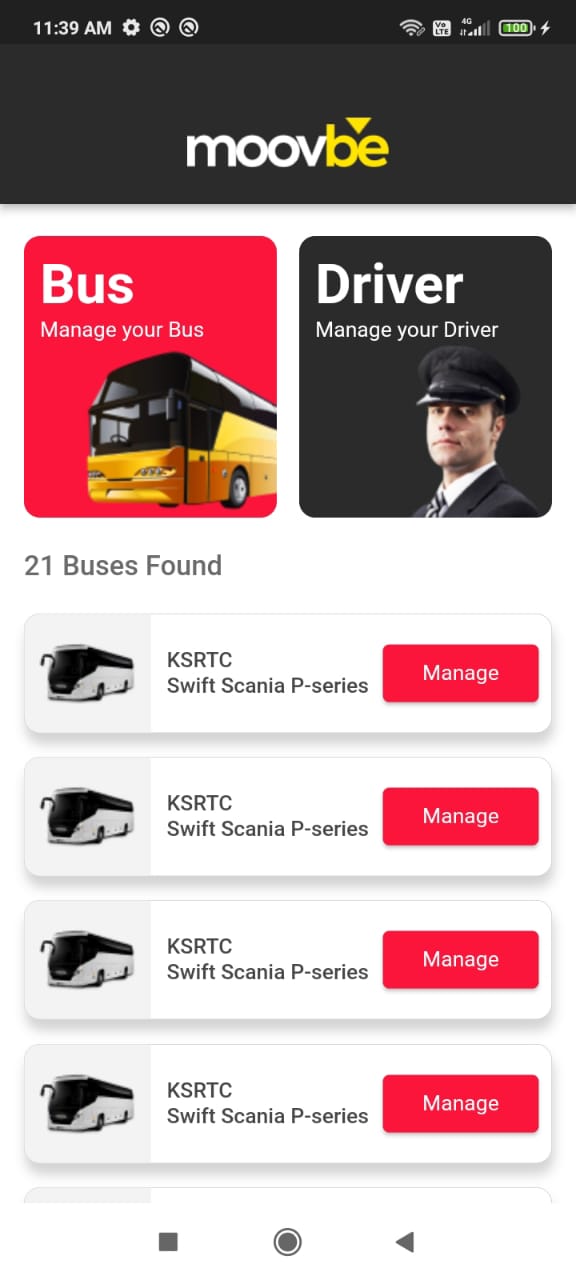 11:39 AM
Vo LTE
4G
100
moovbe
Bus
Manage your Bus
Driver
Manage your Driver
21 Buses Found
KSRTC
Swift Scania P-series
Manage
KSRTC
Swift Scania P-series
Manage
KSRTC
Swift Scania P-series
Manage
KSRTC
Swift Scania P-series
Manage